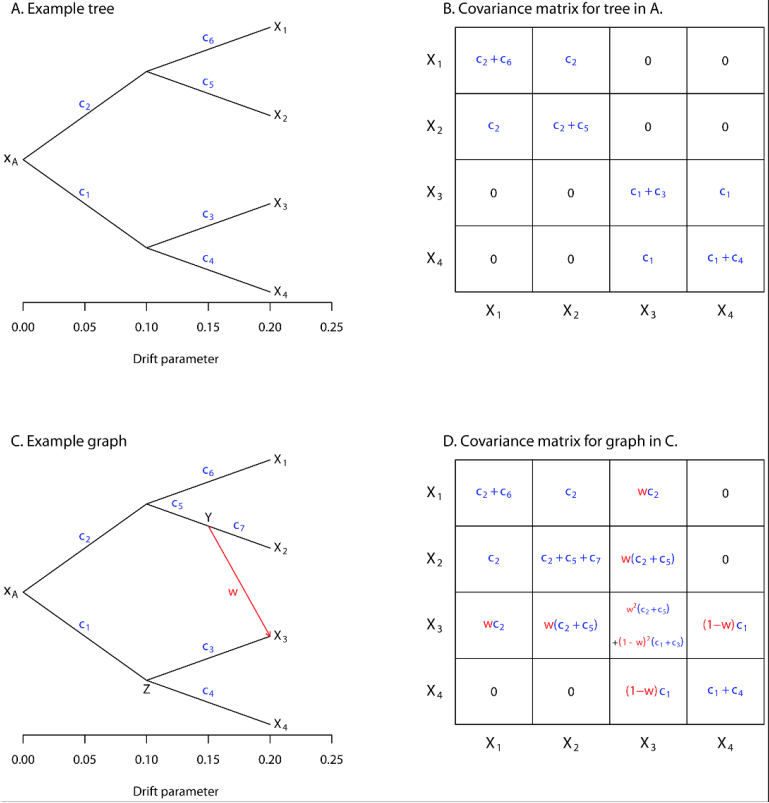 A. Example tree
X1
c6
c5
c2
X2
xA
c1
X3
c3
c4
X4
0.00 0.05 0.10 0.15 0.20 0.25
Drift parameter
B. Covariance matrix for tree in A.
X1 c2+c6 c2 0 0
X2 c2 c2+c5 0 0
X3 0 0 c1+c3 c1
X4 0 0 c1 c1+c4
X1 X2 X3 X4
C. Example graph
X1
c6
c5
Y
c7
c2
X2
xA
w
c1
X3
c3
Z
c4
X4
0.00 0.05 0.10 0.15 0.20 0.25
Drift parameter
D. Covariance matrix for graph in C.
X1 c2+c6 c2 wc2 0
X2 c2 c2+c5+c7 w(c2+c5) 0
X3 wc2 w(c2+c5) w²(c2+c5) +(1 - w)²(c1+c3) (1−w)c1
X4 0 0 (1−w)c1 c1+c4
X1 X2 X3 X4